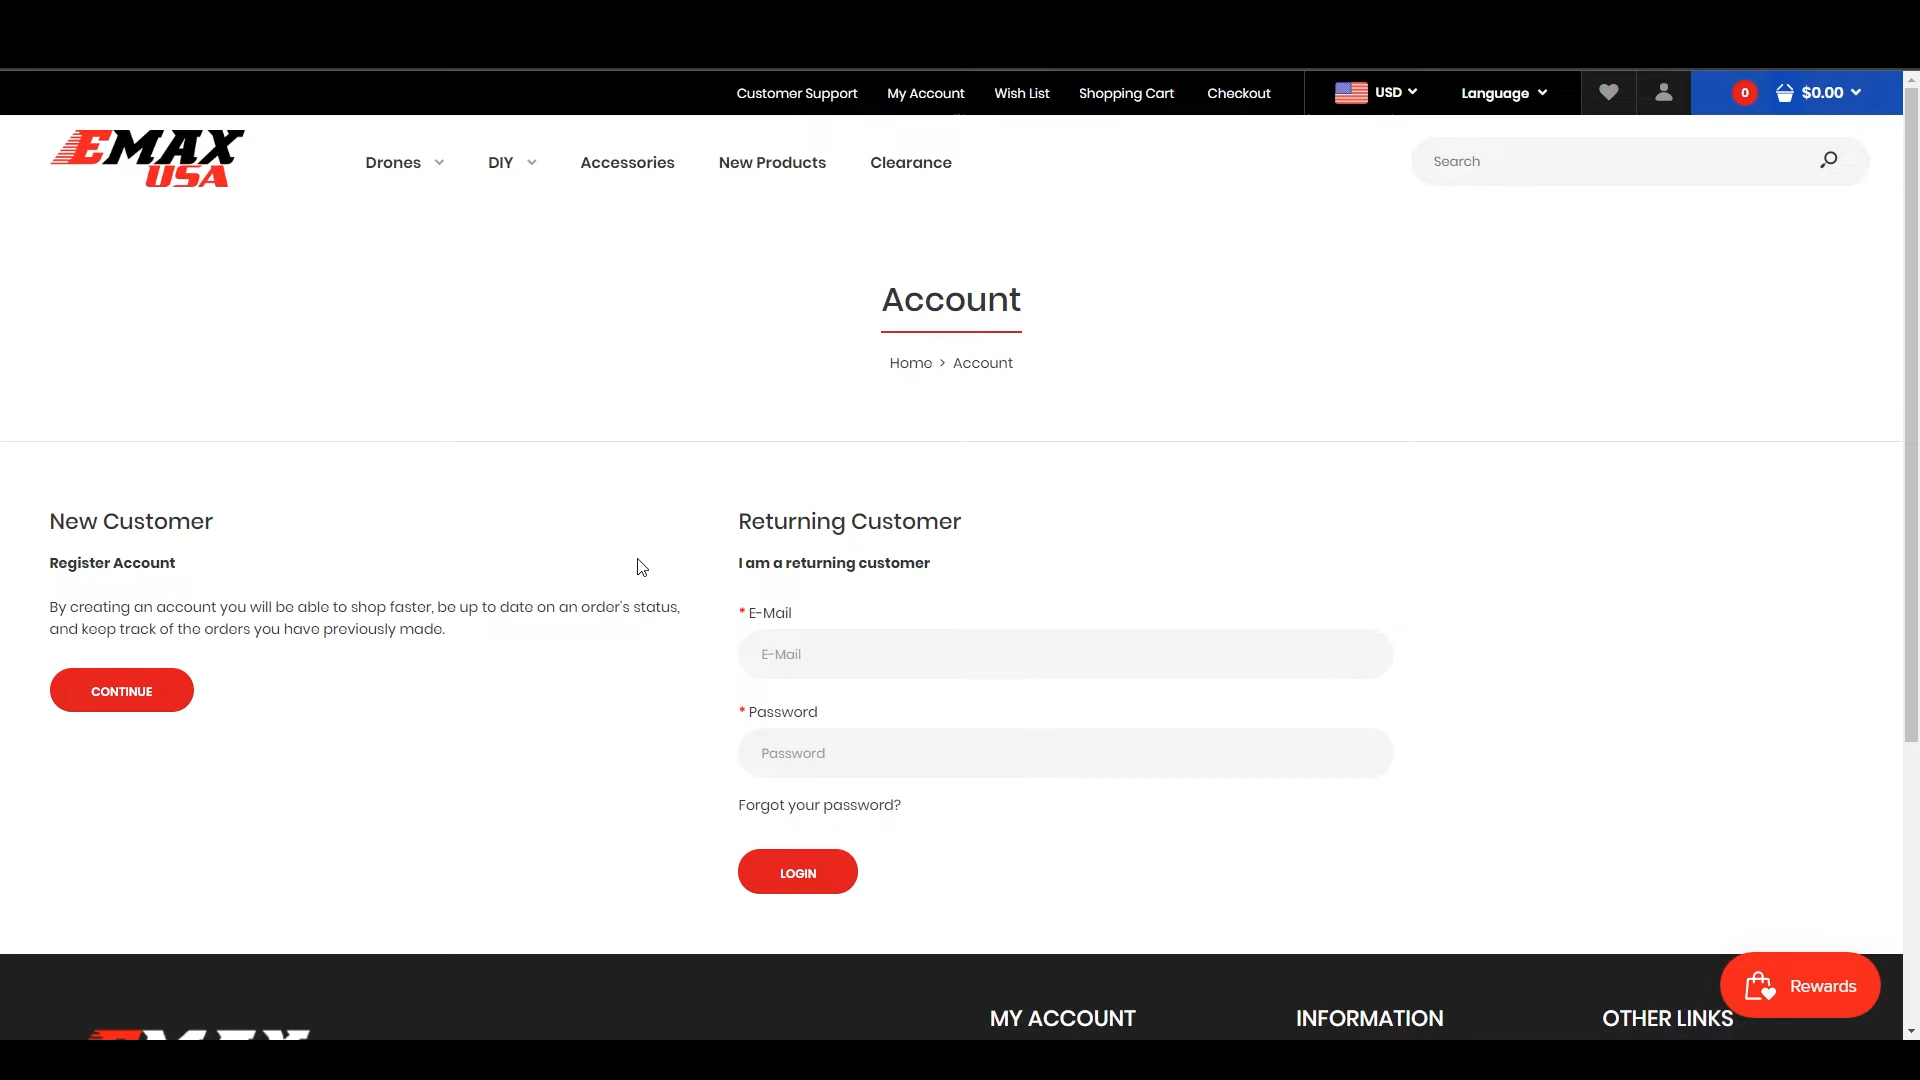 Customer Support My Account Wish List Shopping Cart Checkout USD Language 0 $0.00
EMAX
USA
Drones DIY Accessories New Products Clearance Search
Account
Home > Account
New Customer
Register Account
By creating an account you will be able to shop faster, be up to date on an order's status,
and keep track of the orders you have previously made.
CONTINUE
Returning Customer
I am a returning customer
* E-Mail
E-Mail
* Password
Password
Forgot your password?
LOGIN
Rewards
MY ACCOUNT INFORMATION OTHER LINKS